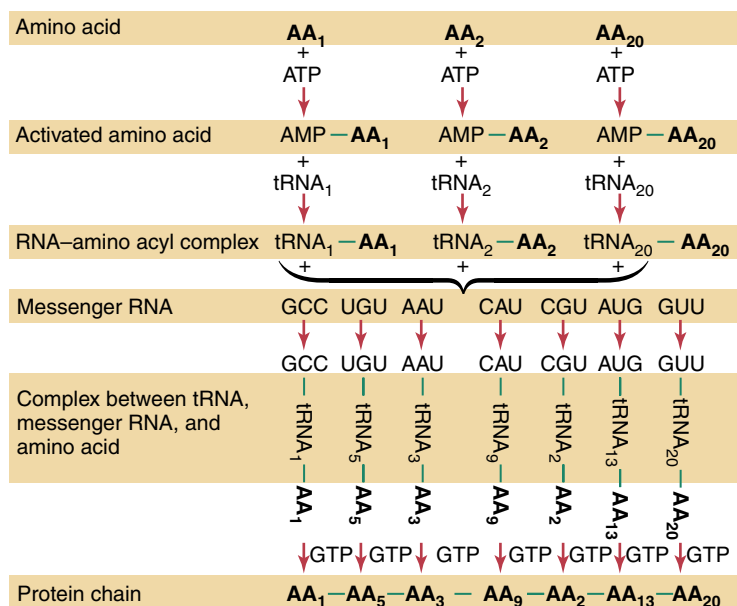 Amino acid AA1 AA2 AA20
+ + +
ATP ATP ATP
Activated amino acid AMP – AA1 AMP – AA2 AMP – AA20
+ + +
tRNA1 tRNA2 tRNA20
RNA–amino acyl complex tRNA1 – AA1 tRNA2 – AA2 tRNA20 – AA20
+ + +
Messenger RNA GCC UGU AAU CAU CGU AUG GUU
GCC UGU AAU CAU CGU AUG GUU
Complex between tRNA,
messenger RNA, and
amino acid
tRNA1 tRNA5 tRNA3 tRNA9 tRNA2 tRNA13 tRNA20
AA1 AA5 AA3 AA9 AA2 AA13 AA20
GTP GTP GTP GTP GTP GTP GTP
Protein chain AA1 – AA5 – AA3 – AA9 – AA2 – AA13 – AA20